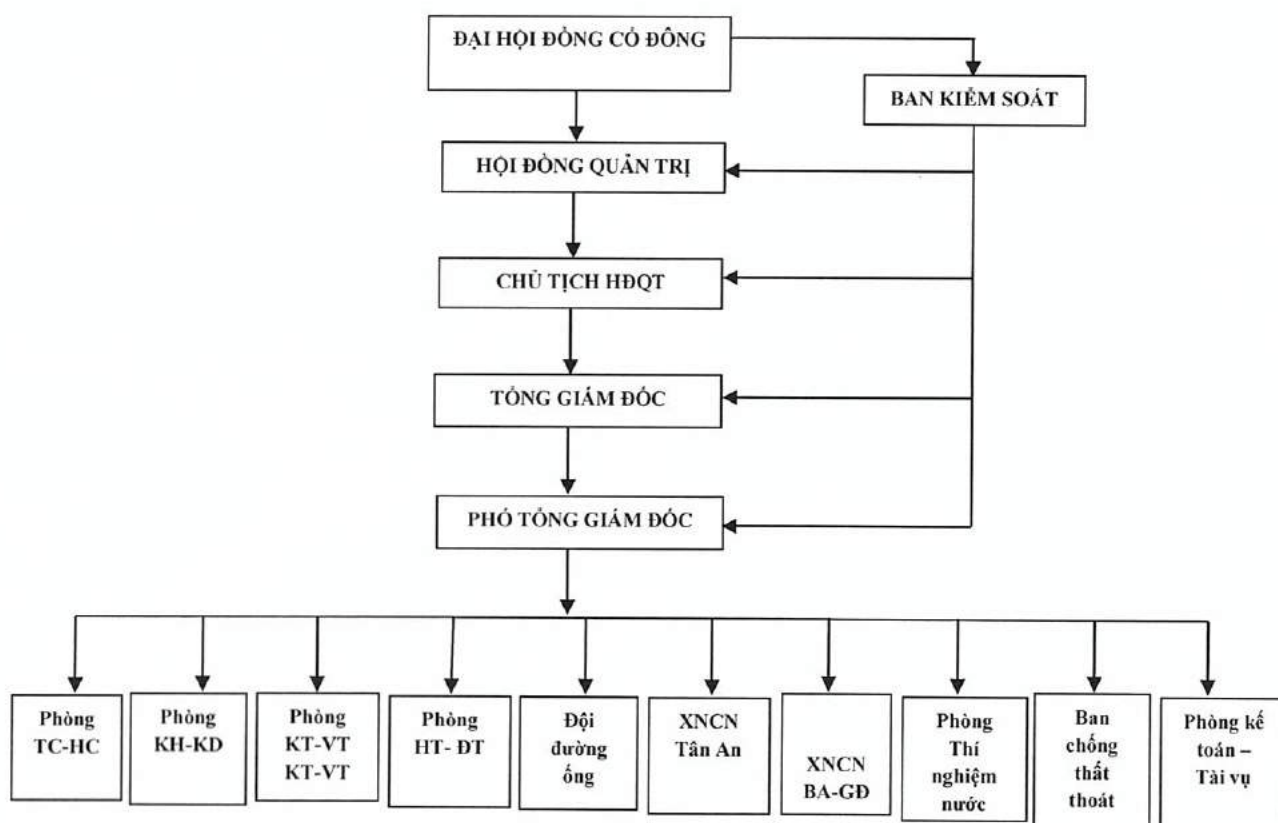 ĐẠI HỘI ĐỒNG CỔ ĐÔNG
BAN KIỂM SOÁT
HỘI ĐỒNG QUẢN TRỊ
CHỦ TỊCH HĐQT
TỔNG GIÁM ĐỐC
PHÓ TỔNG GIÁM ĐỐC
Phòng
TC-HC
Phòng
KH-KD
Phòng
KT-VT
KT-VT
Phòng
HT- ĐT
Đội
đường
ống
XNCN
Tân An
XNCN
BA-GĐ
Phòng
Thí
nghiệm
nước
Ban
chống
thất
thoát
Phòng kế
toán –
Tài vụ